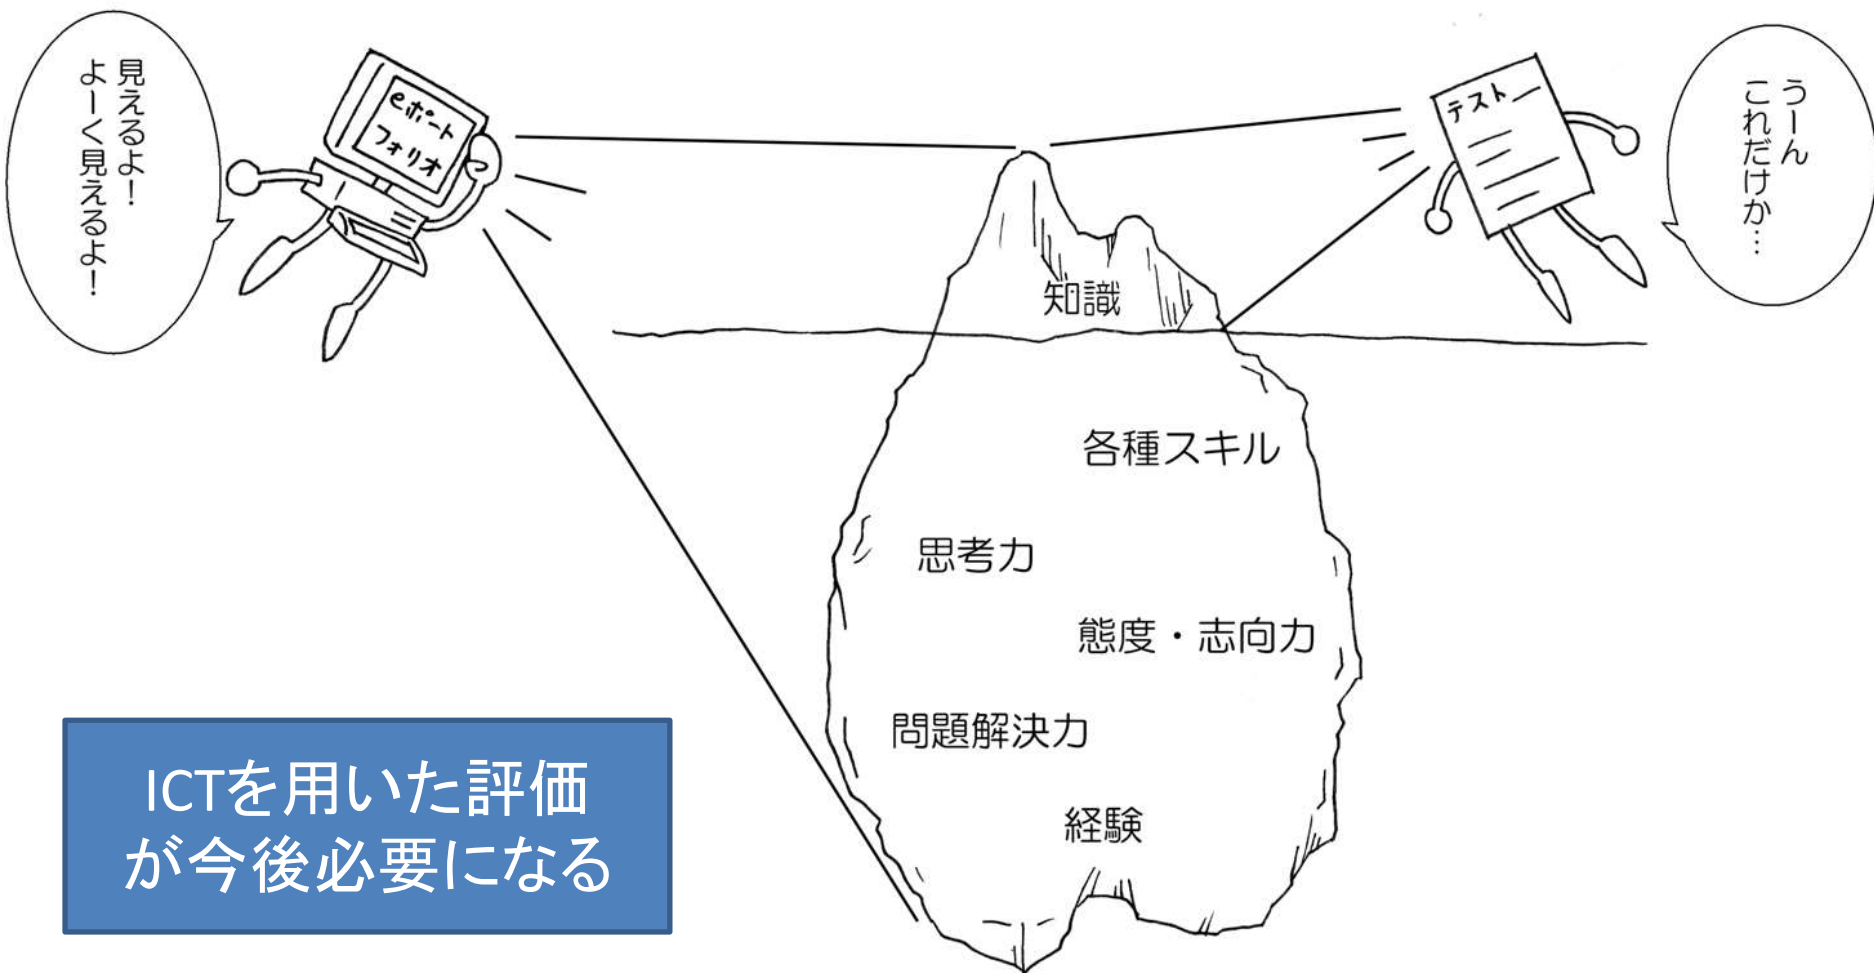 見えるよ！
よーく見えるよ！
eポート
フォリオ
テスト
うーん
これだけか…
知識
各種スキル
思考力
態度・志向力
問題解決力
経験
ICTを用いた評価
が今後必要になる